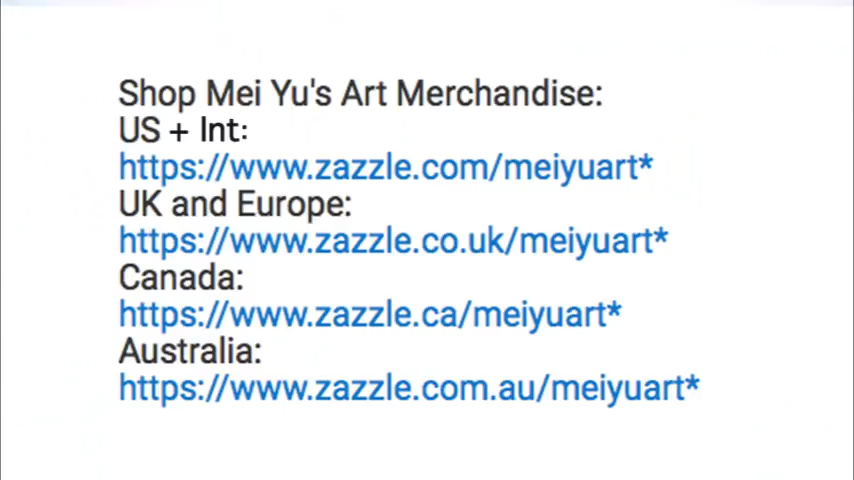 Shop Mei Yu's Art Merchandise:
US + Int:
https://www.zazzle.com/meiyuart*
UK and Europe:
https://www.zazzle.co.uk/meiyuart*
Canada:
https://www.zazzle.ca/meiyuart*
Australia:
https://www.zazzle.com.au/meiyuart*